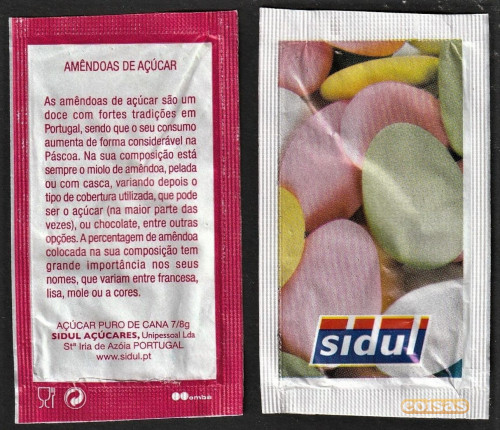 AMÊNDOAS DE AÇÚCAR
As amêndoas de açúcar são um
doce com fortes tradições em
Portugal, sendo que o seu consumo
aumenta de forma considerável na
Páscoa. Na sua composição está
sempre o miolo de amêndoa, pelada
ou com casca, variando depois o
tipo de cobertura utilizada, que pode
ser o açúcar (na maior parte das
vezes), ou chocolate, entre outras
opções. A percentagem de amêndoa
colocada na sua composição tem
grande importância nos seus
nomes, que variam entre francesa,
lisa, mole ou a cores.
AÇÚCAR PURO DE CANA 7/8g
SIDUL AÇÚCARES, Unipessoal Lda
Stª Iria de Azóia PORTUGAL
www.sidul.pt
emba
sidul
coisas